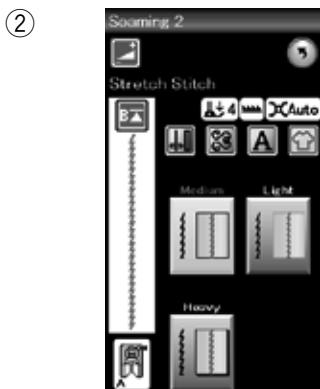 ②
Seaming 2
Stretch Stitch
4 Auto
B
A
Medium Light
Heavy
A